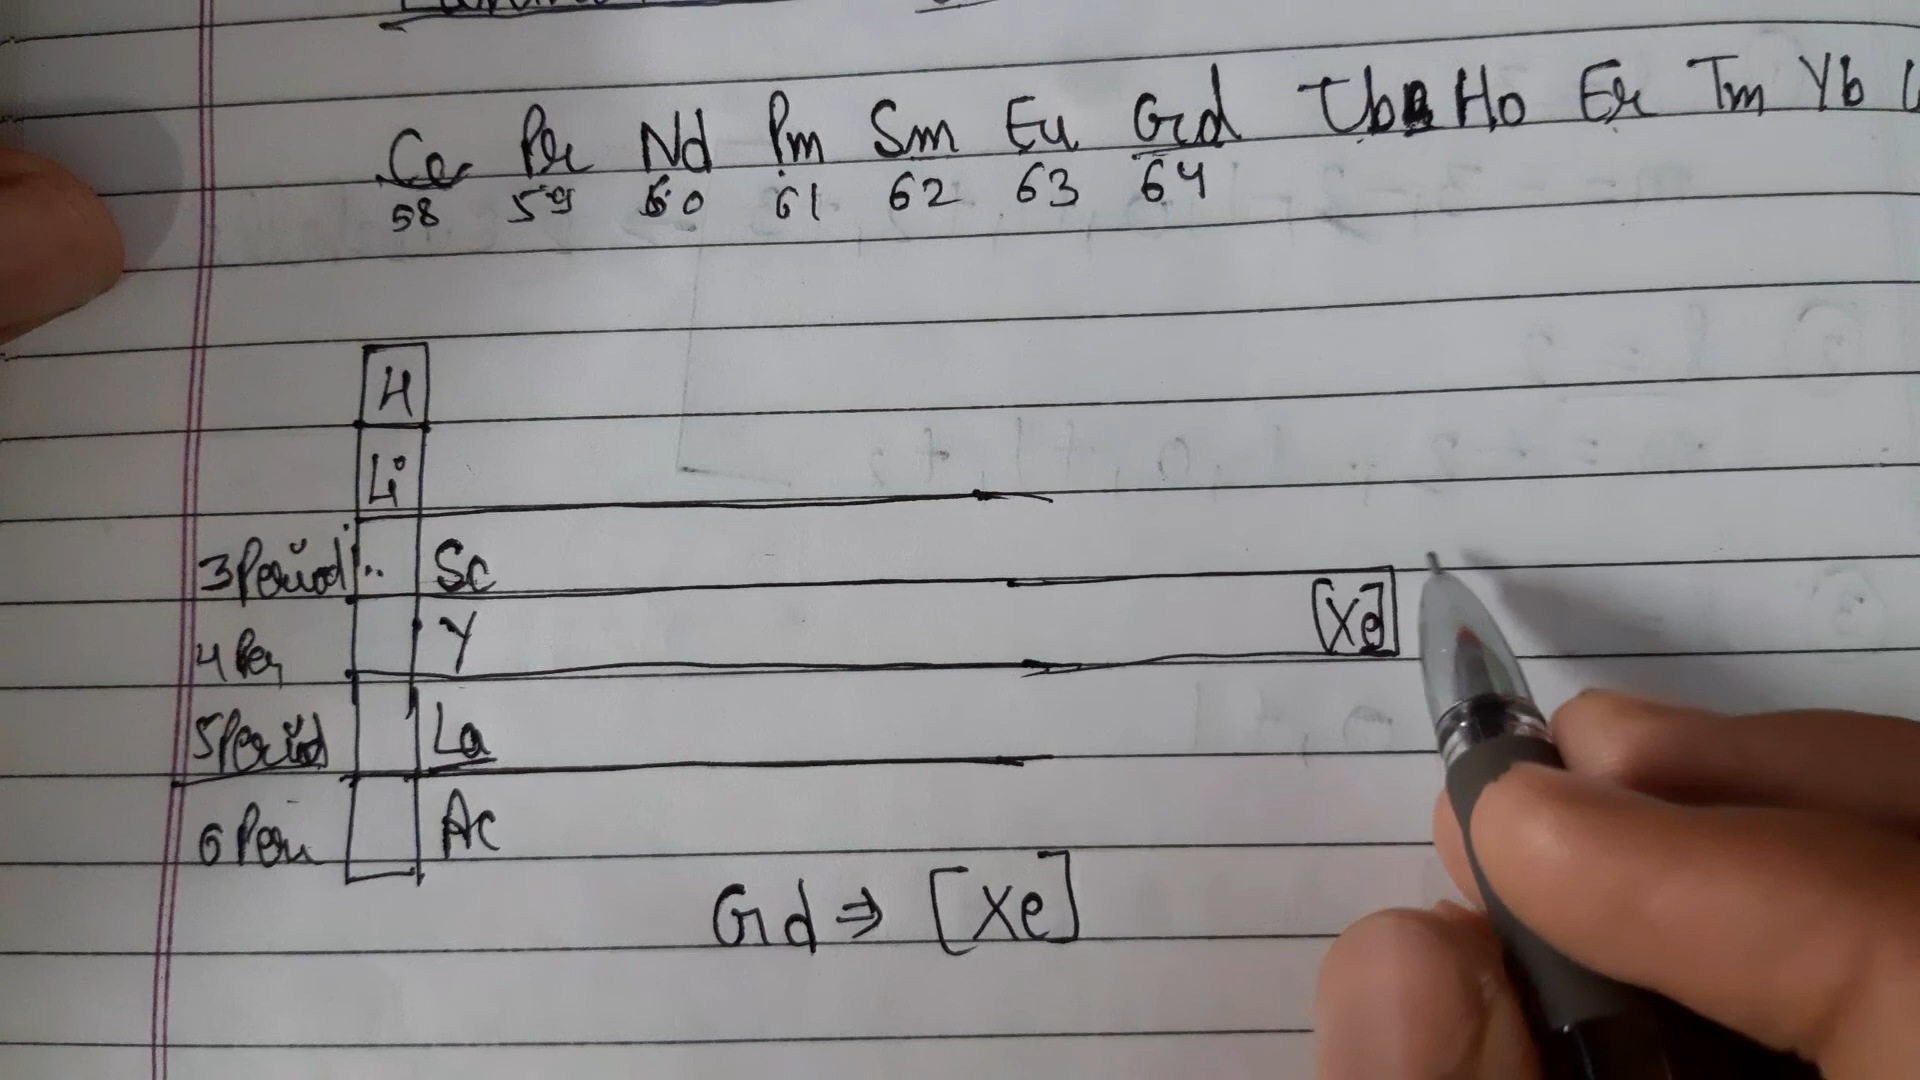 Ce Pr Nd Pm Sm Eu Gd Tb Ho Er Tm Yb
58 59 60 61 62 63 64
H
Li
3 Period Sc
4 Per Y [Xe]
5 Period La
6 Peri Ac
Gd ⇒ [Xe]